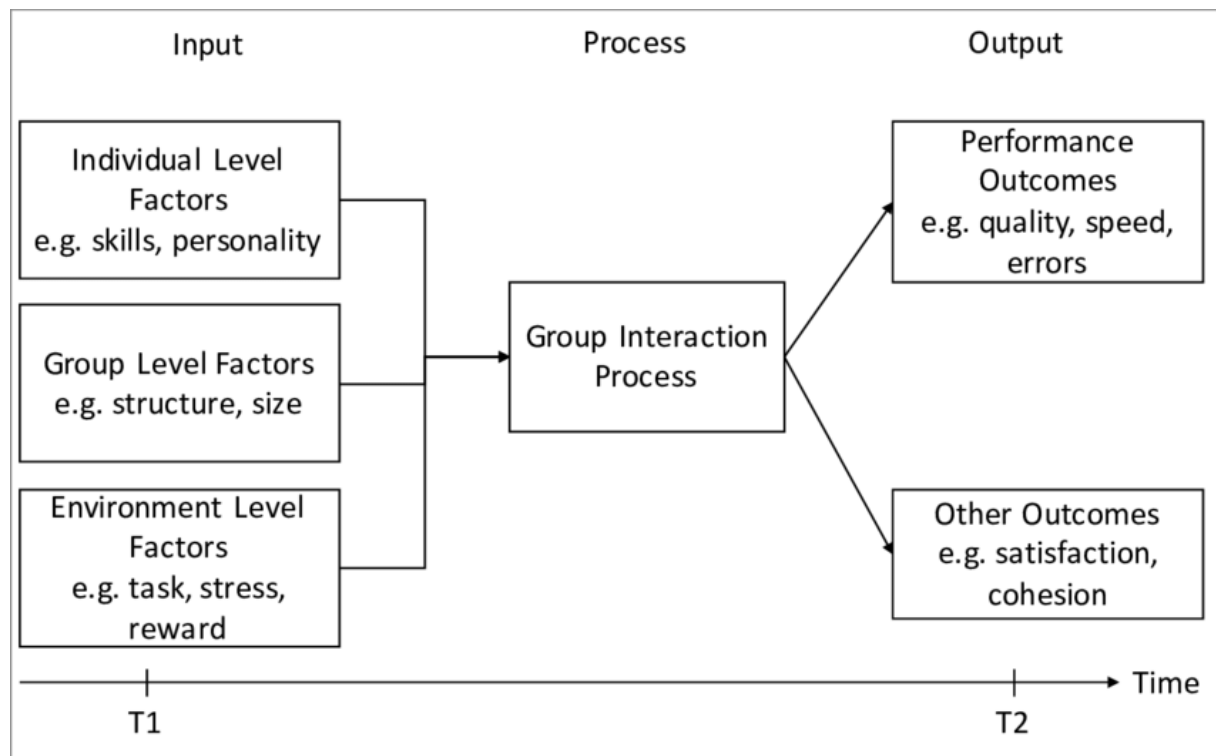 Input
Process
Output
Individual Level
Factors
e.g. skills, personality
Group Level Factors
e.g. structure, size
Environment Level
Factors
e.g. task, stress,
reward
Group Interaction
Process
Performance
Outcomes
e.g. quality, speed,
errors
Other Outcomes
e.g. satisfaction,
cohesion
Time
T1
T2